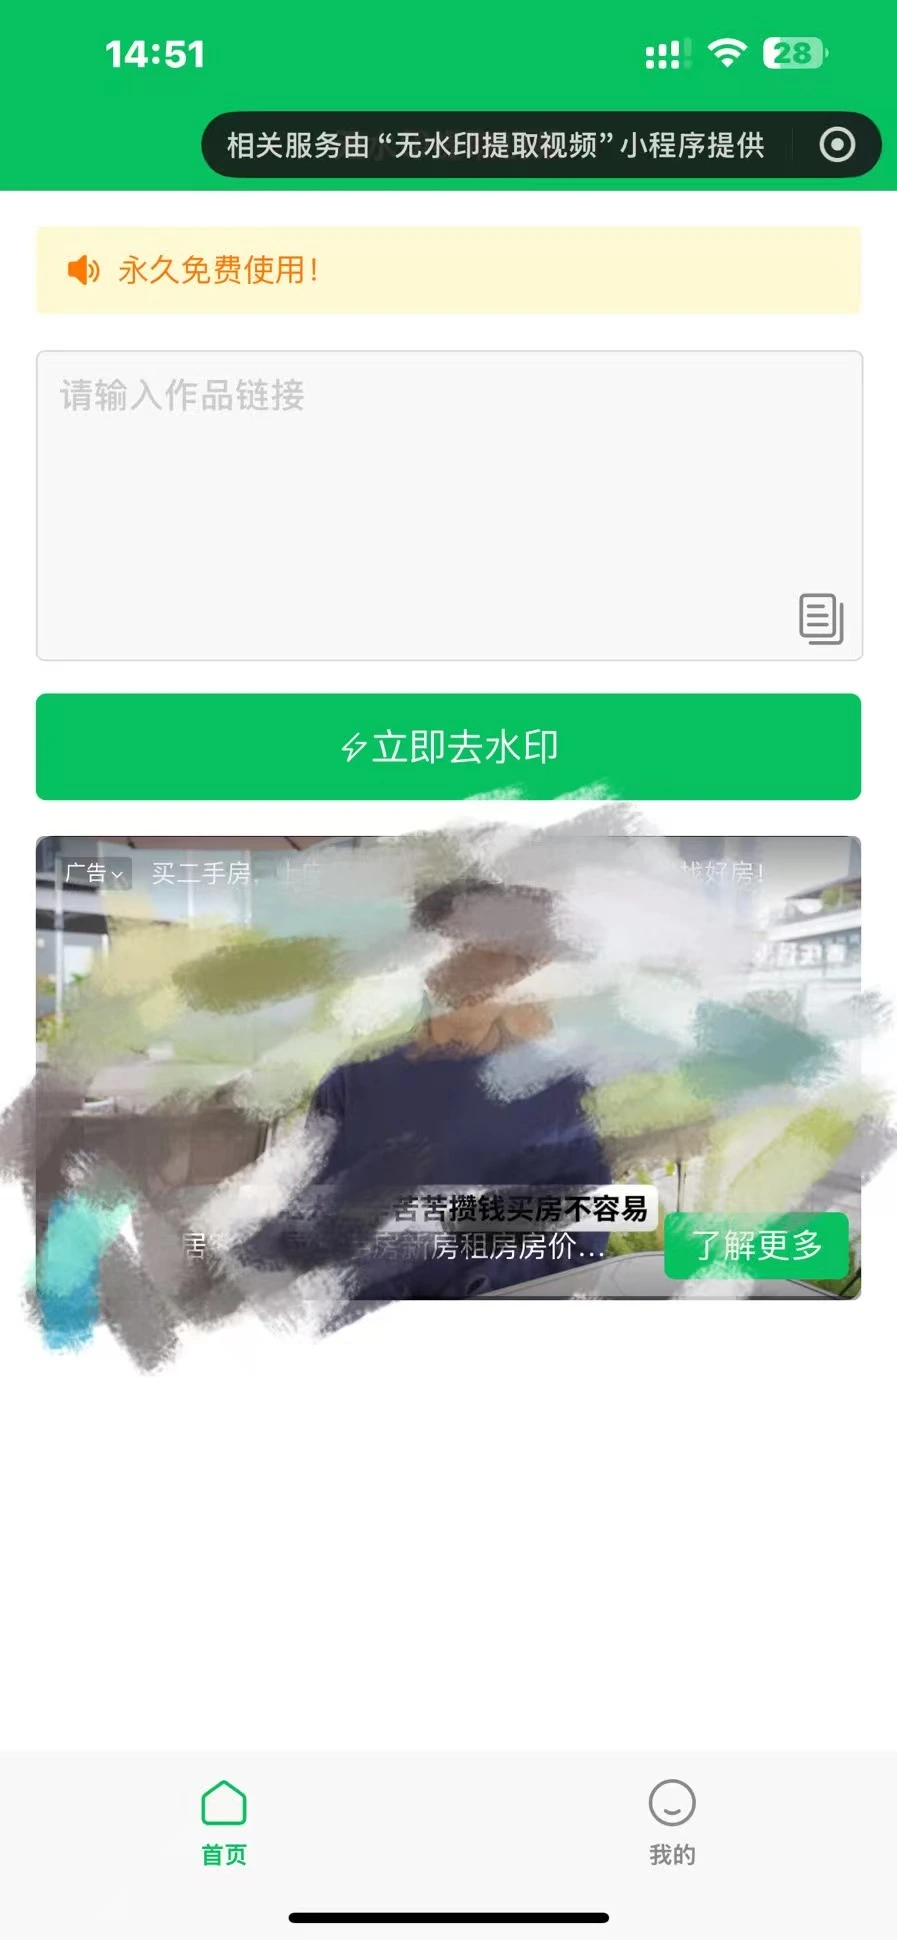 14:51
28
相关服务由“无水印提取视频”小程序提供
永久免费使用!
请输入作品链接
⚡立即去水印
广告
买二手房,
找好房!
苦苦攒钱买房不容易
房新房租房房价...
了解更多
首页
我的